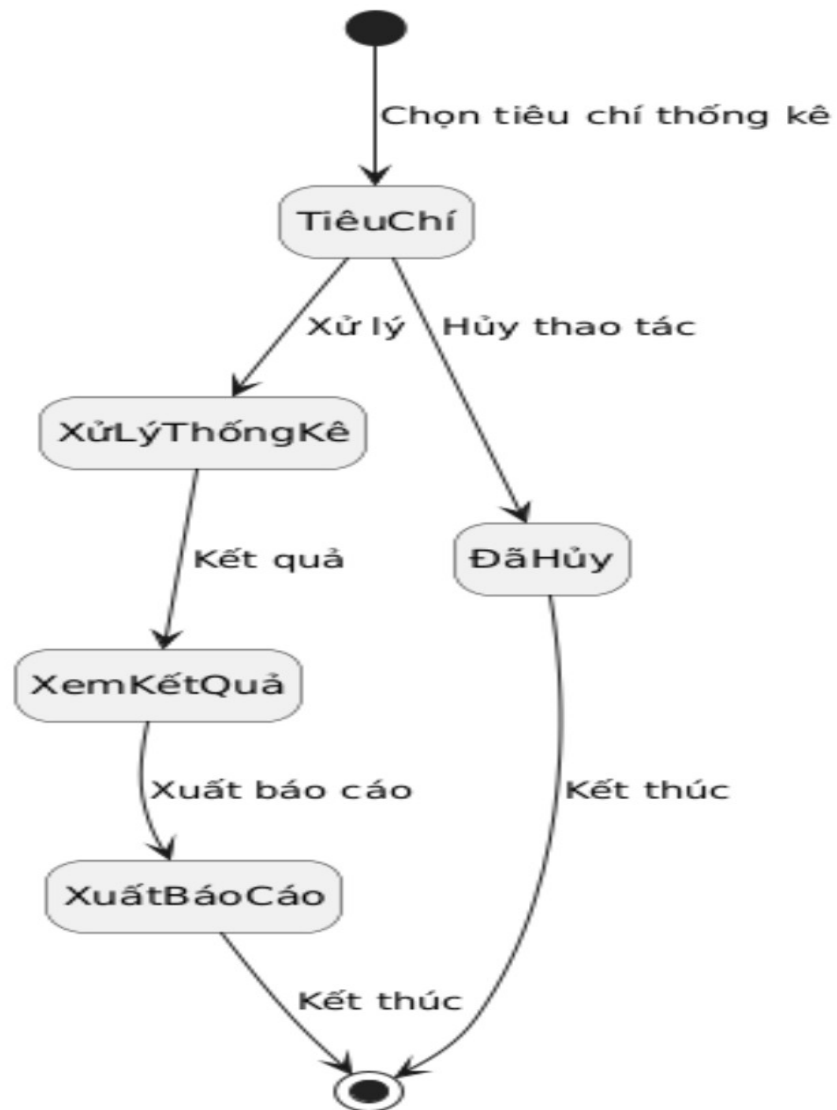 Chọn tiêu chí thống kê
TiêuChí
Xử lý
Hủy thao tác
XửLýThốngKê
Kết quả
ĐãHủy
XemKếtQuả
Xuất báo cáo
Kết thúc
XuấtBáoCáo
Kết thúc